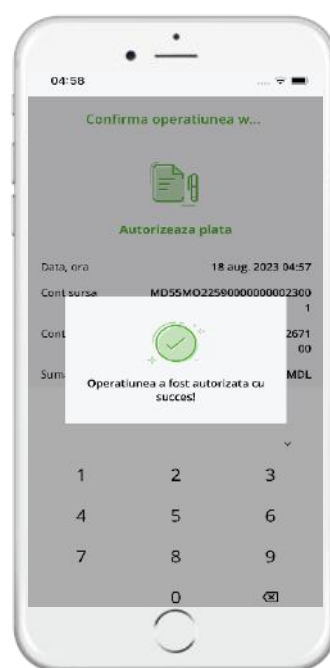 04:58
Confirma operatiunea w...
Autorizeaza plata
Data, ora 18 aug. 2023 04:57
Cont sursa MD55MO22590000000002300
1
Cont 2671
00
Sum MDL
Operatiunea a fost autorizata cu
succes!
1 2 3
4 5 6
7 8 9
0